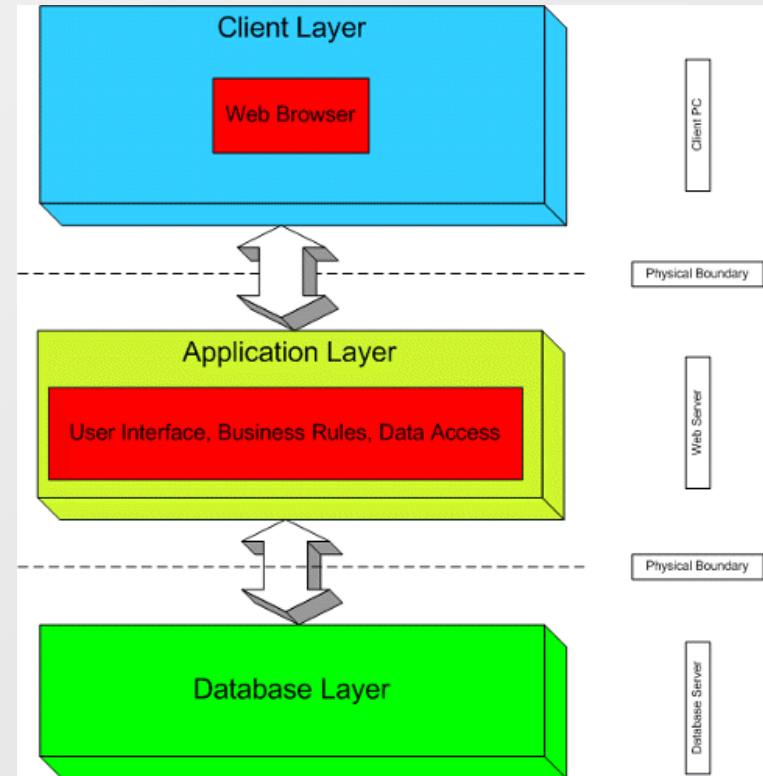 Client Layer
Web Browser
Client PC
Physical Boundary
Application Layer
User Interface, Business Rules, Data Access
Web Server
Physical Boundary
Database Layer
Database Server